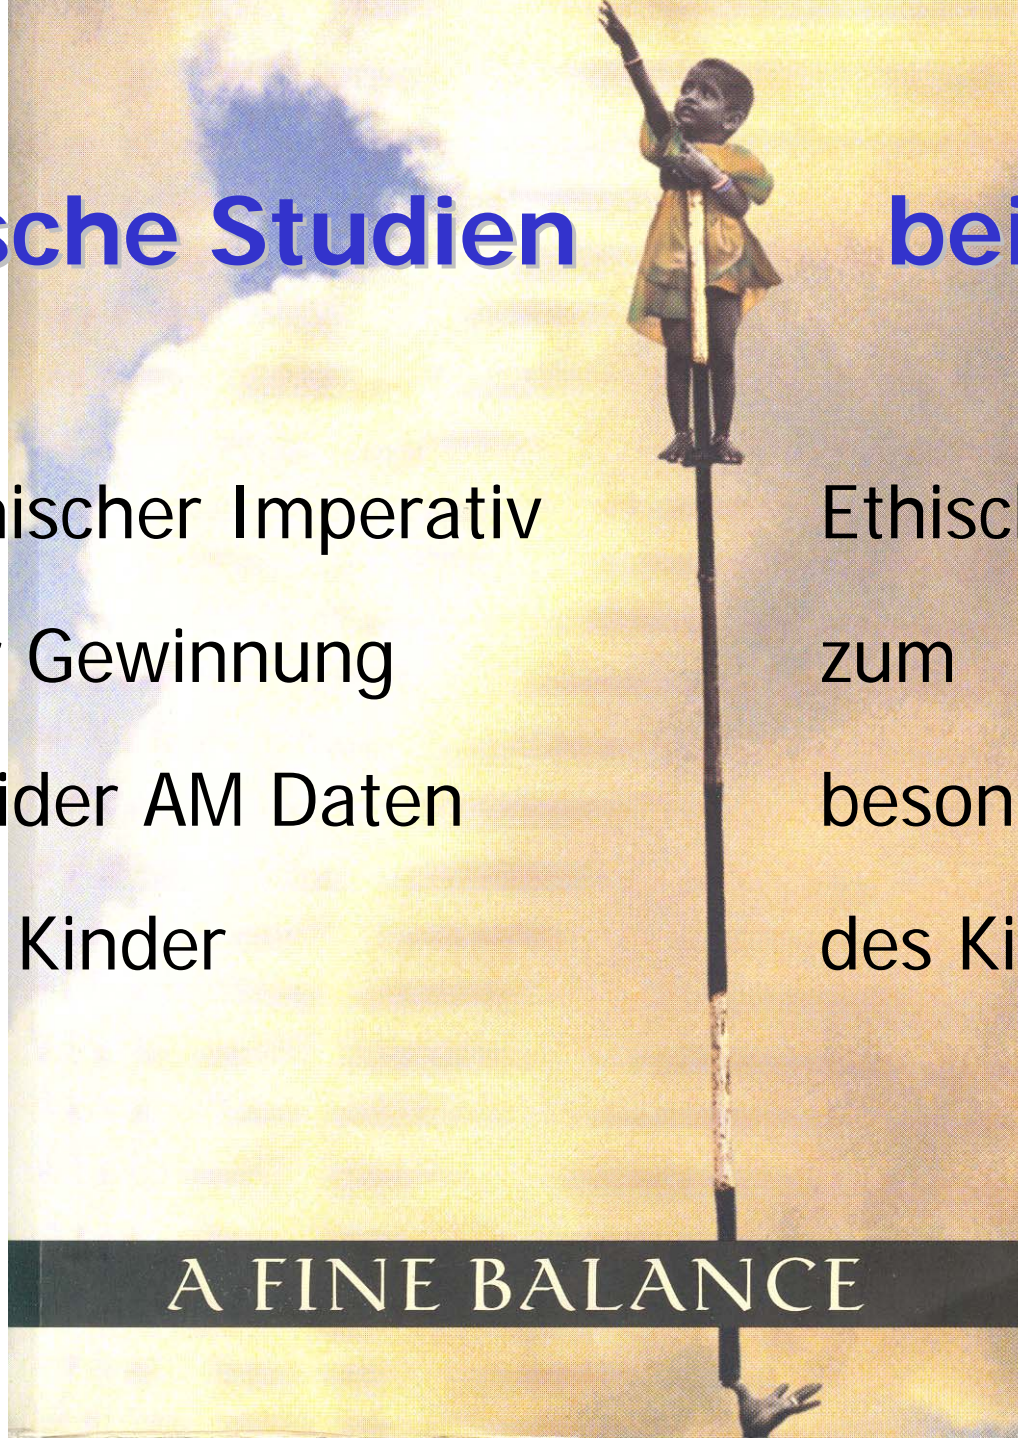 sche Studien bei
ischer Imperativ
Gewinnung
ider AM Daten
Kinder
Ethisc
zum
beson
des Ki
A FINE BALANCE